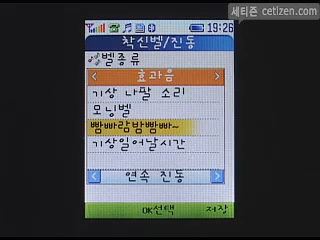 세티즌 cetizen.com
19:26
착신벨/진동
벨종류
효과음
기상 나팔 소리
모닝벨
빰빠람밤빰빠~
기상일어날시간
연속 진동
OK선택 저장